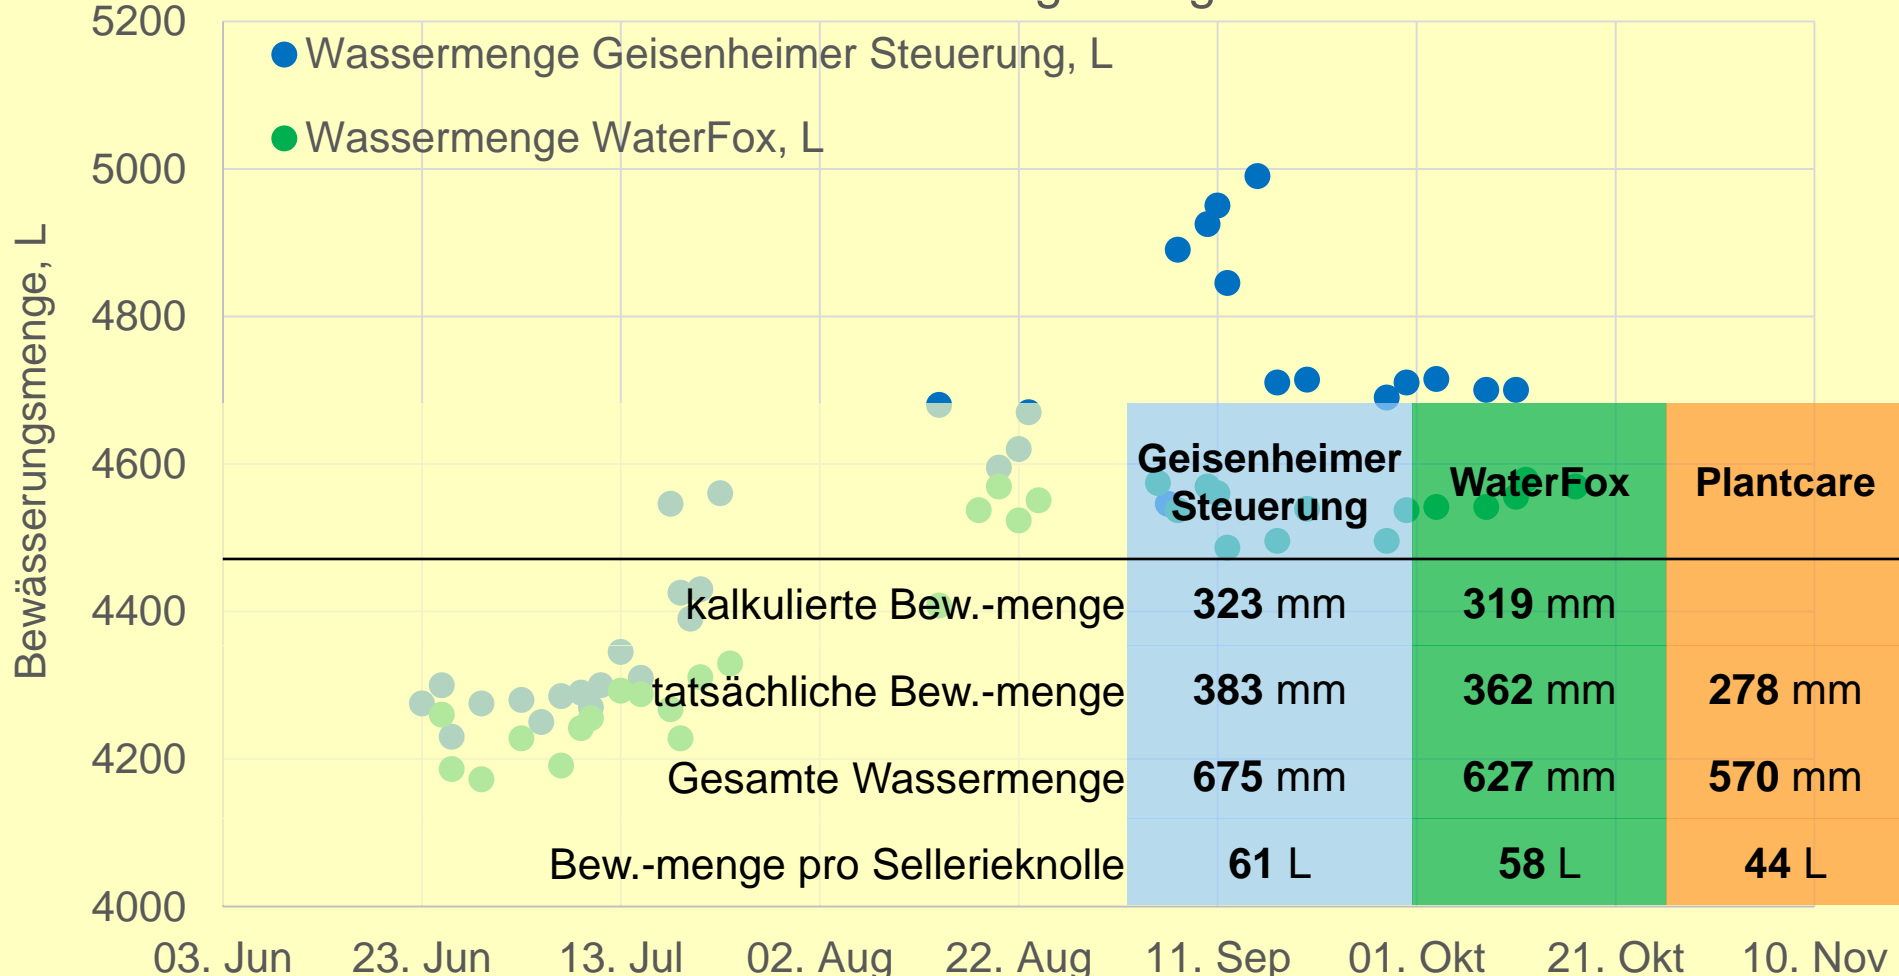 5200
Wassermenge Geisenheimer Steuerung, L
Wassermenge WaterFox, L
5000
4800
4600
4400
4200
4000
Bewässerungsmenge, L
Geisenheimer
Steuerung
WaterFox
Plantcare
kalkulierte Bew.-menge 323 mm 319 mm
tatsächliche Bew.-menge 383 mm 362 mm 278 mm
Gesamte Wassermenge 675 mm 627 mm 570 mm
Bew.-menge pro Sellerieknolle 61 L 58 L 44 L
03. Jun 23. Jun 13. Jul 02. Aug 22. Aug 11. Sep 01. Okt 21. Okt 10. Nov